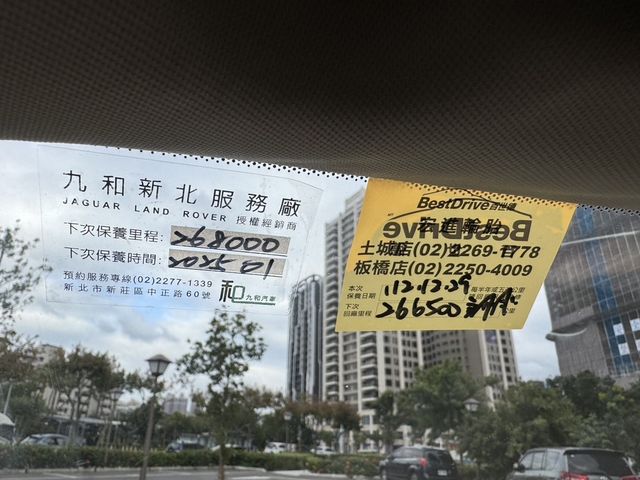 九和新北服務廠
JAGUAR LAND ROVER 授權經銷商
下次保養里程: 268000
下次保養時間: 2025 01
預約服務專線(02)2277-1339
新北市新莊區中正路60號
和 九和汽車
BestDrive
宏進輪胎
土城店(02)2269-1778
板橋店(02)2250-4009
本次保養日期 112.12.29
下次回廠里程 266500